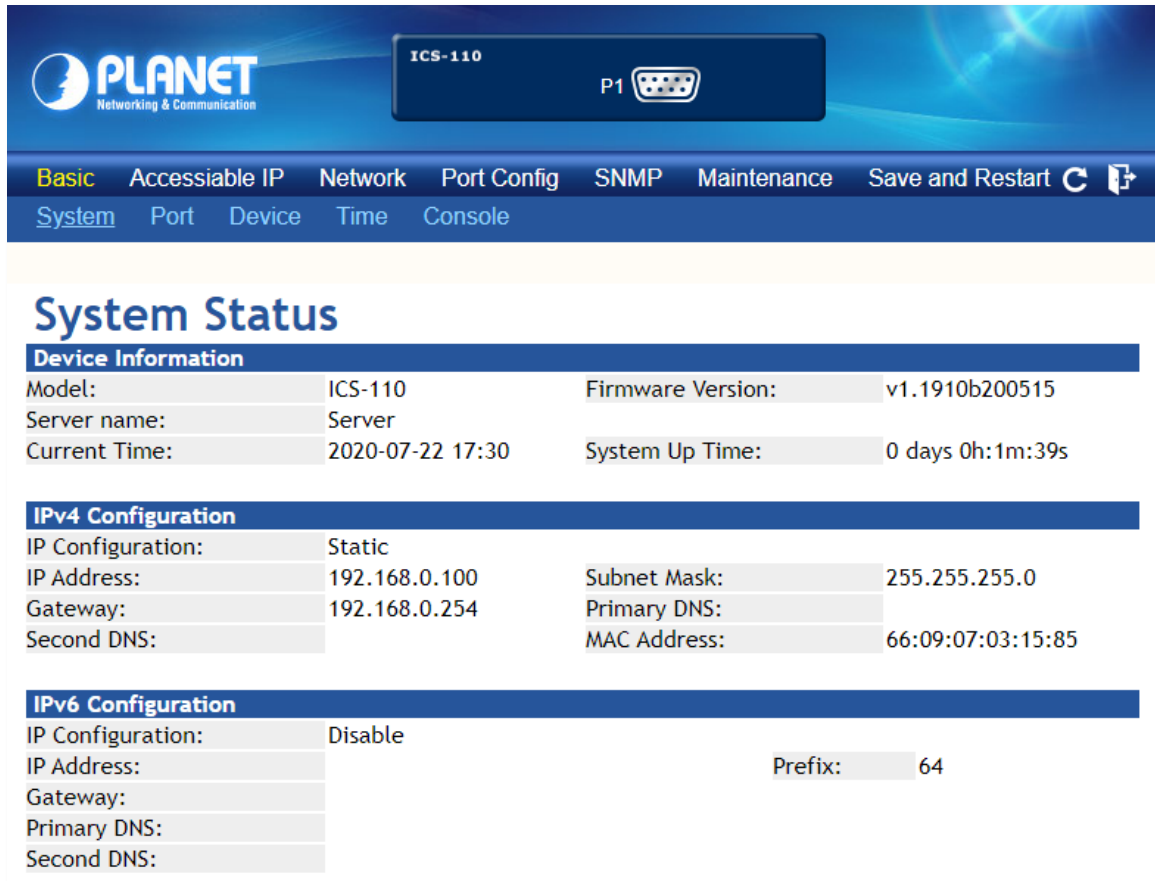 PLANET
Networking & Communication
ICS-110
P1
Basic Accessiable IP Network Port Config SNMP Maintenance Save and Restart
System Port Device Time Console
System Status
Device Information
Model: ICS-110 Firmware Version: v1.1910b200515
Server name: Server
Current Time: 2020-07-22 17:30 System Up Time: 0 days 0h:1m:39s
IPv4 Configuration
IP Configuration: Static
IP Address: 192.168.0.100 Subnet Mask: 255.255.255.0
Gateway: 192.168.0.254 Primary DNS:
Second DNS: MAC Address: 66:09:07:03:15:85
IPv6 Configuration
IP Configuration: Disable
IP Address: Prefix: 64
Gateway:
Primary DNS:
Second DNS: